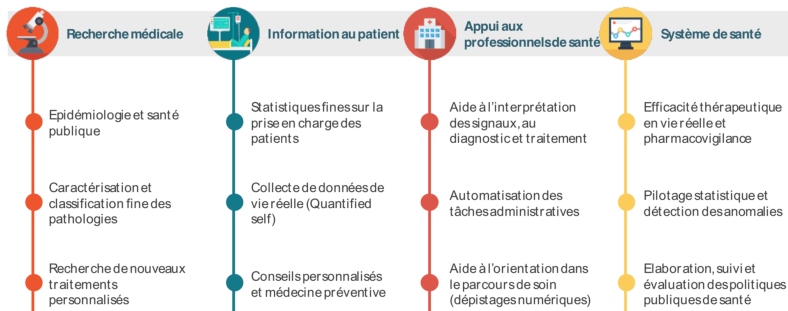 Recherche médicale
Epidémiologie et santé
publique
Caractérisation et
classification fine des
pathologies
Recherche de nouveaux
traitements
personnalisés
Information au patient
Statistiques fines sur la
prise en charge des
patients
Collecte de données de
vie réelle (Quantified
self)
Conseils personnalisés
et médecine préventive
Appui aux
professionnels de santé
Aide à l'interprétation
des signaux, au
diagnostic et traitement
Automatisation des
tâches administratives
Aide à l'orientation dans
le parcours de soin
(dépistages numériques)
Système de santé
Efficacité thérapeutique
en vie réelle et
pharmacovigilance
Pilotage statistique et
détection des anomalies
Elaboration, suivi et
évaluation des politiques
publiques de santé